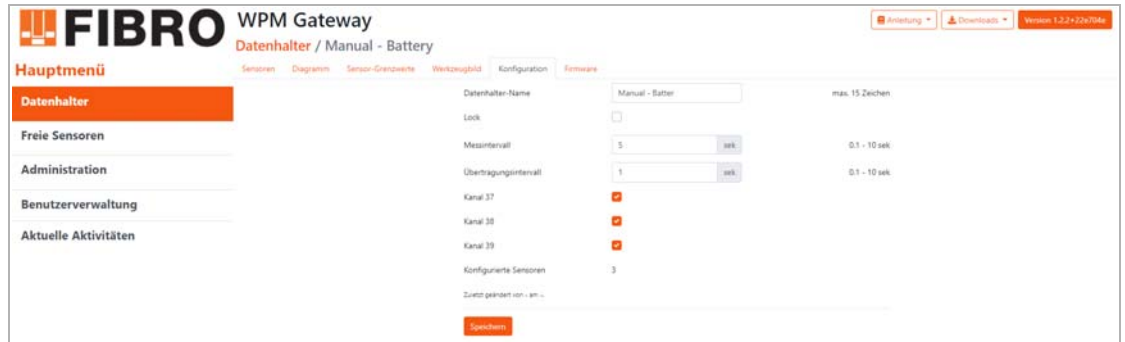 FIBRO
WPM Gateway
Anleitung
Downloads
Version 1.2.2+22e704e
Datenhalter / Manual - Battery
Hauptmenü
Sensoren Diagramm Sensor-Grenzwerte Werkzeugbild Konfiguration Firmware
Datenhalter
Freie Sensoren
Administration
Benutzerverwaltung
Aktuelle Aktivitäten
Datenhalter-Name Manual - Batter max. 15 Zeichen
Lock
Messintervall 5 sek 0.1 - 10 sek
Übertragungsintervall 1 sek 0.1 - 10 sek
Kanal 37
Kanal 38
Kanal 39
Konfigurierte Sensoren 3
Zuletzt geändert von - am -.
Speichern